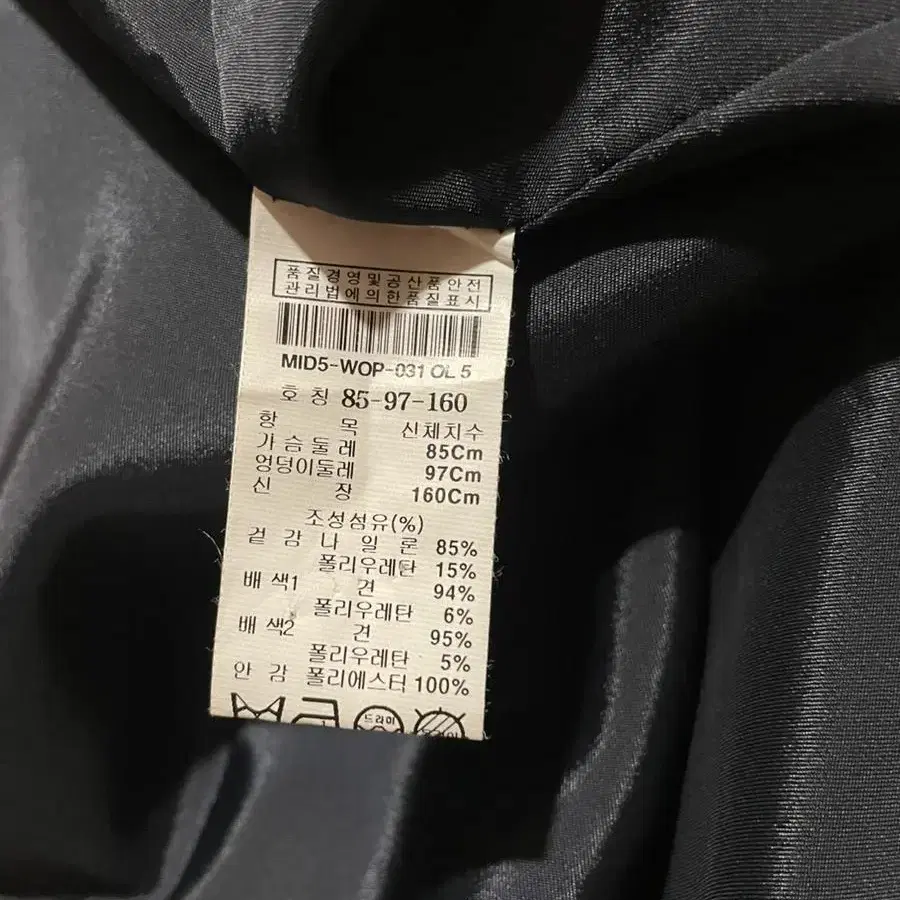 품질경영및공산품안전
관리법에의한품질표시
MID5-WOP-031 OL 5
호 칭 85-97-160
항 목 신체치수
가슴둘레 85Cm
엉덩이둘레 97Cm
신 장 160Cm
조성섬유(%)
겉 감 나 일 론 85%
폴리우레탄 15%
배 색1 견 94%
폴리우레탄 6%
배 색2 견 95%
폴리우레탄 5%
안 감 폴리에스터 100%
드라이